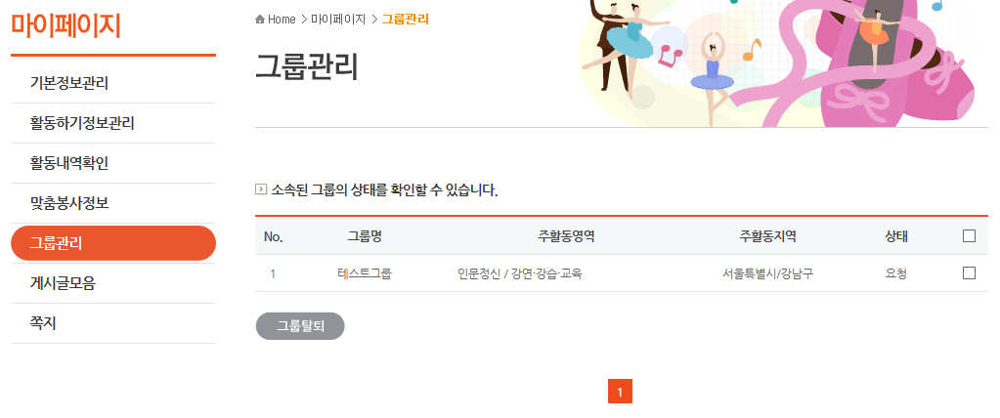 마이페이지
기본정보관리
활동하기정보관리
활동내역확인
맞춤봉사정보
그룹관리
게시글모음
쪽지
Home > 마이페이지 > 그룹관리
그룹관리
소속된 그룹의 상태를 확인할 수 있습니다.
No. 그룹명 주활동영역 주활동지역 상태
1 테스트그룹 인문정신 / 강연·강습·교육 서울특별시/강남구 요청
그룹탈퇴
1